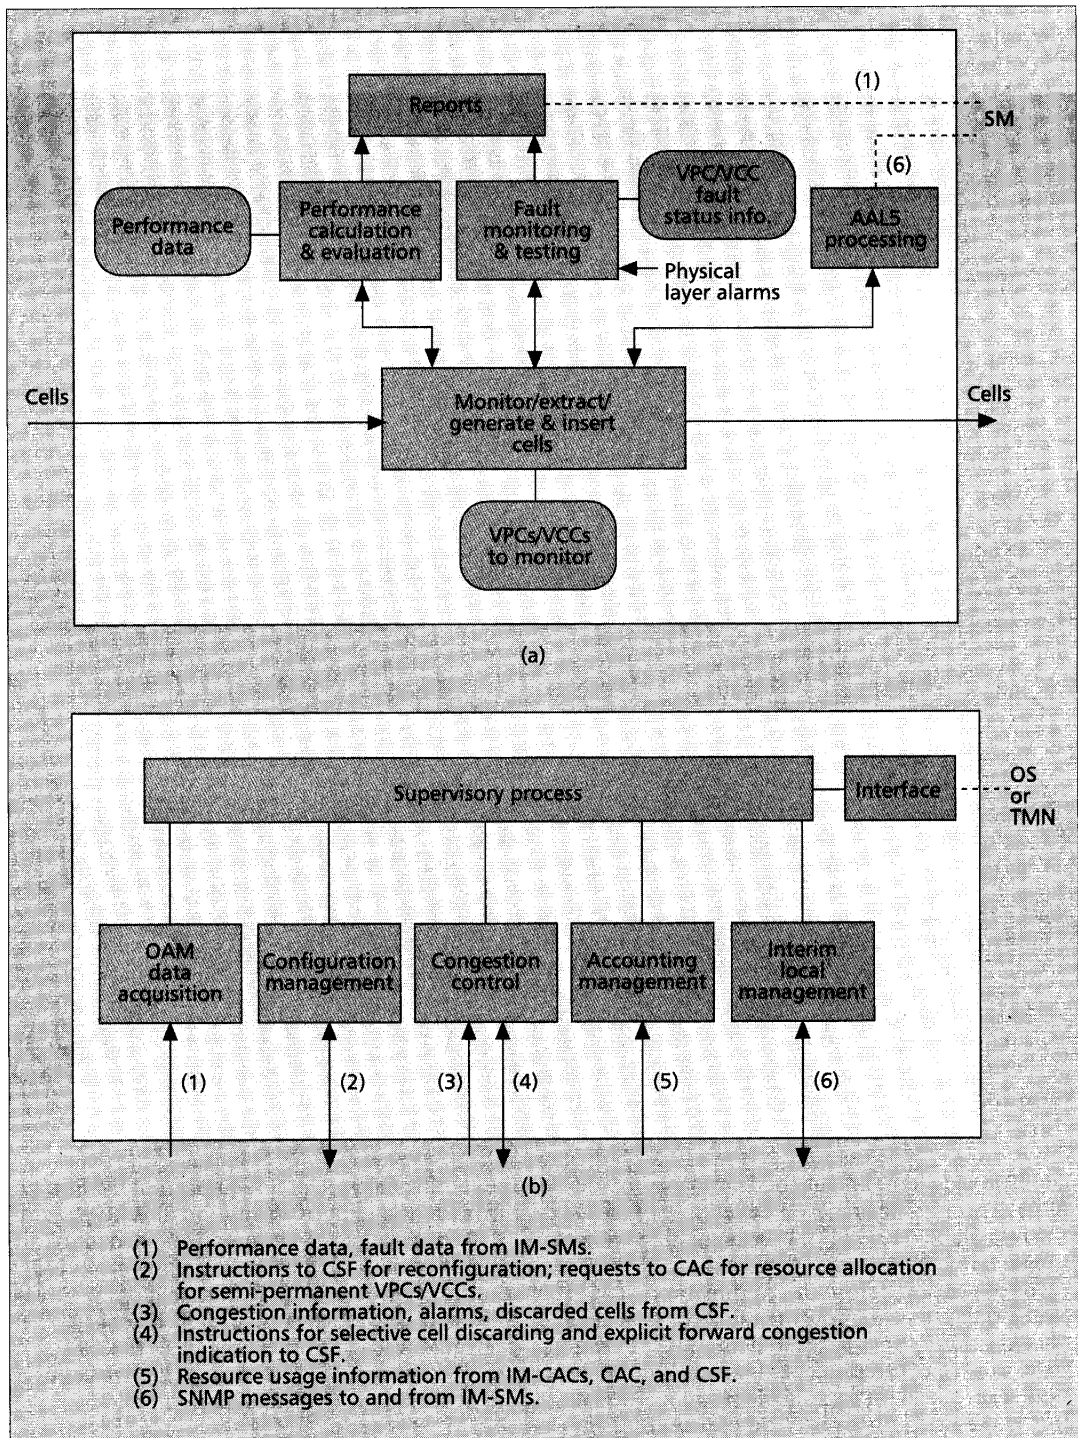 Reports
(1)
SM
(6)
VPC/VCC
fault
status info.
Performance
data
Performance
calculation
& evaluation
Fault
monitoring
& testing
AAL5
processing
Physical
layer alarms
Cells
Monitor/extract/
generate & insert
cells
Cells
VPCs/VCCs
to monitor
(a)
Supervisory process
Interface
OS
or
TMN
OAM
data
acquisition
Configuration
management
Congestion
control
Accounting
management
Interim
local
management
(1)
(2)
(3)
(4)
(5)
(6)
(b)
(1) Performance data, fault data from IM-SMs.
(2) Instructions to CSF for reconfiguration; requests to CAC for resource allocation
for semi-permanent VPCs/VCCs.
(3) Congestion information, alarms, discarded cells from CSF.
(4) Instructions for selective cell discarding and explicit forward congestion
indication to CSF.
(5) Resource usage information from IM-CACs, CAC, and CSF.
(6) SNMP messages to and from IM-SMs.